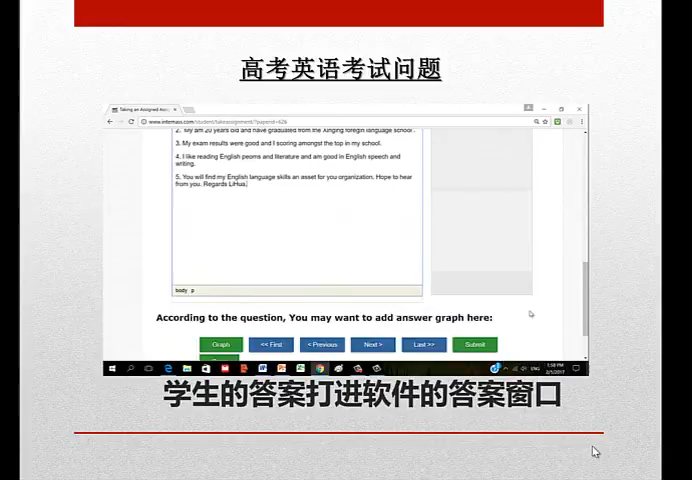 高考英语考试问题
Taking an Assigned Assi
www.intemass.com/student/takeassignment/?paperid=626
2. My am 20 years old and have graduated from the Xinging foregin language school .
3. My exam results were good and I scoring amongst the top in my school.
4. I like reading English peoms and literature and am good in English speech and
writing.
5. You will find my English language skills an asset for you organization. Hope to hear
from you. Regards LiHua.
body p
According to the question, You may want to add answer graph here:
Graph << First < Previous Next > Last >> Submit
ENG
1:58 PM
2/1/2017
学生的答案打进软件的答案窗口